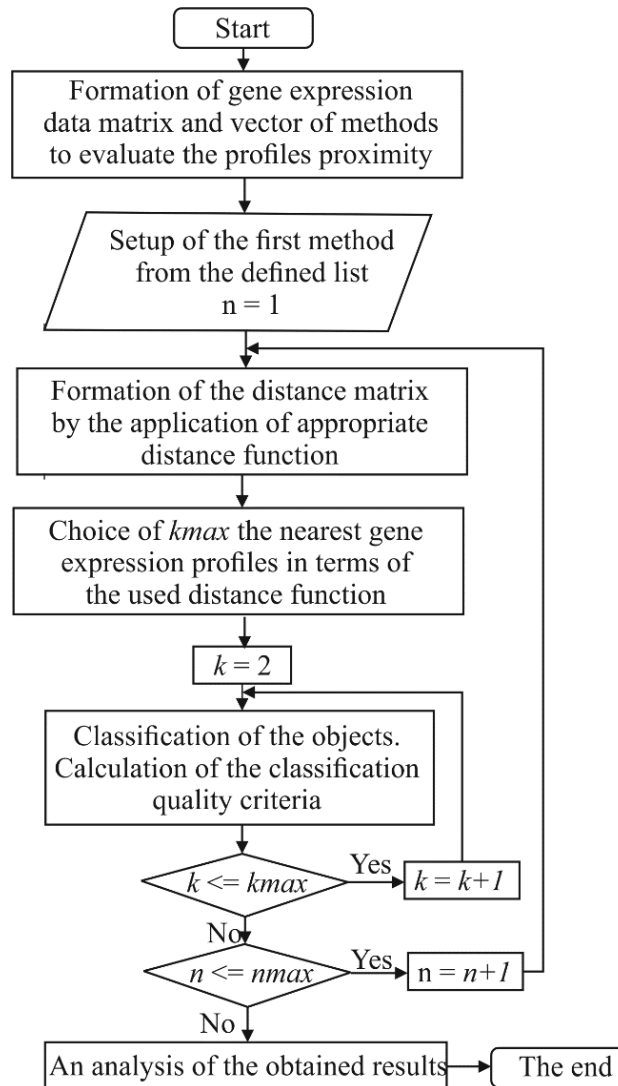 Start
Formation of gene expression
data matrix and vector of methods
to evaluate the profiles proximity
Setup of the first method
from the defined list
n = 1
Formation of the distance matrix
by the application of appropriate
distance function
Choice of kmax the nearest gene
expression profiles in terms of
the used distance function
k = 2
Classification of the objects.
Calculation of the classification
quality criteria
k <= kmax
Yes
k = k+1
No
n <= nmax
Yes
n = n+1
No
An analysis of the obtained results
The end